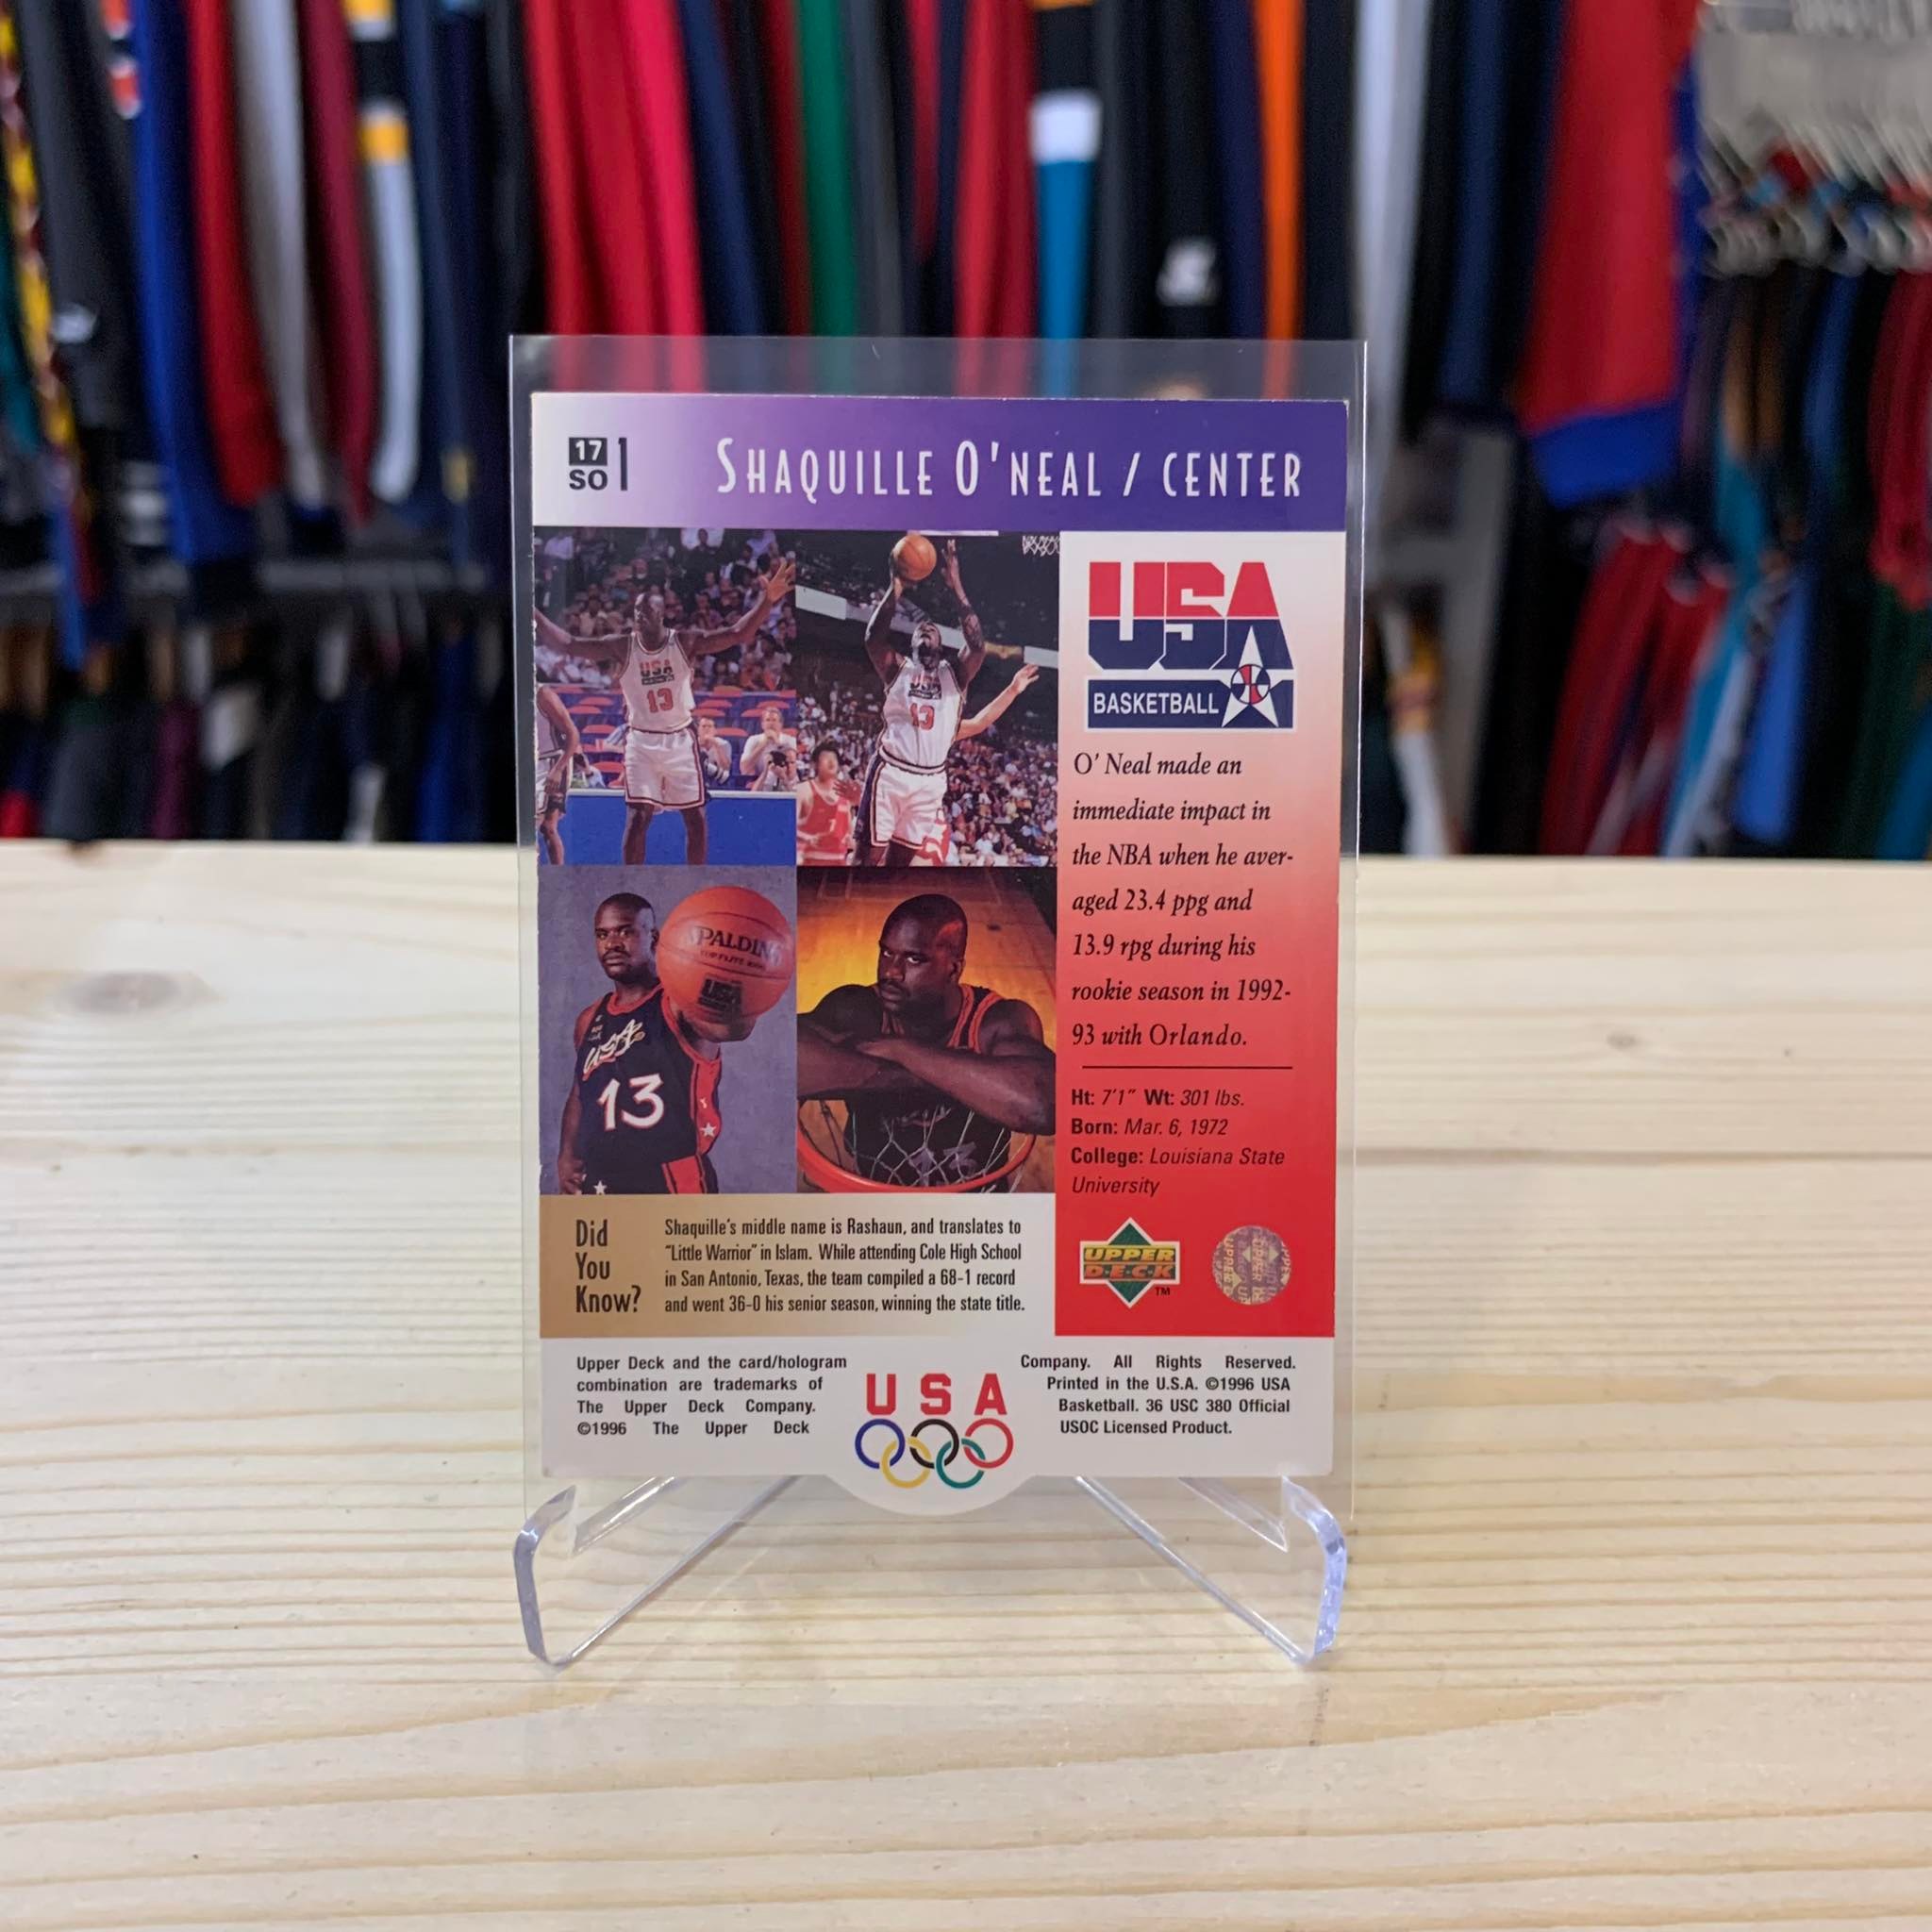 17
SO
SHAQUILLE O'NEAL / CENTER
USA
13
USA
13
SPALDING
USA
USA
13
USA
BASKETBALL
O' Neal made an
immediate impact in
the NBA when he aver-
aged 23.4 ppg and
13.9 rpg during his
rookie season in 1992-
93 with Orlando.
Ht: 7'1" Wt: 301 lbs.
Born: Mar. 6, 1972
College: Louisiana State
University
Did
You
Know?
Shaquille's middle name is Rashaun, and translates to
"Little Warrior" in Islam. While attending Cole High School
in San Antonio, Texas, the team compiled a 68-1 record
and went 36-0 his senior season, winning the state title.
UPPER
DECK
TM
Upper Deck and the card/hologram
combination are trademarks of
The Upper Deck Company.
©1996 The Upper Deck
USA
Company. All Rights Reserved.
Printed in the U.S.A. ©1996 USA
Basketball. 36 USC 380 Official
USOC Licensed Product.